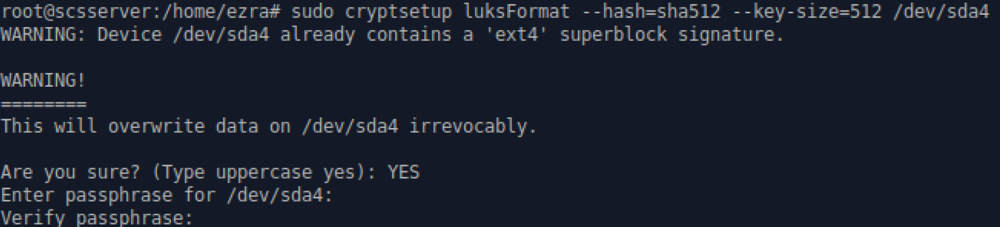 root@scsserver:/home/ezra# sudo cryptsetup luksFormat --hash=sha512 --key-size=512 /dev/sda4
WARNING: Device /dev/sda4 already contains a 'ext4' superblock signature.
WARNING!
========
This will overwrite data on /dev/sda4 irrevocably.
Are you sure? (Type uppercase yes): YES
Enter passphrase for /dev/sda4:
Verify passphrase: